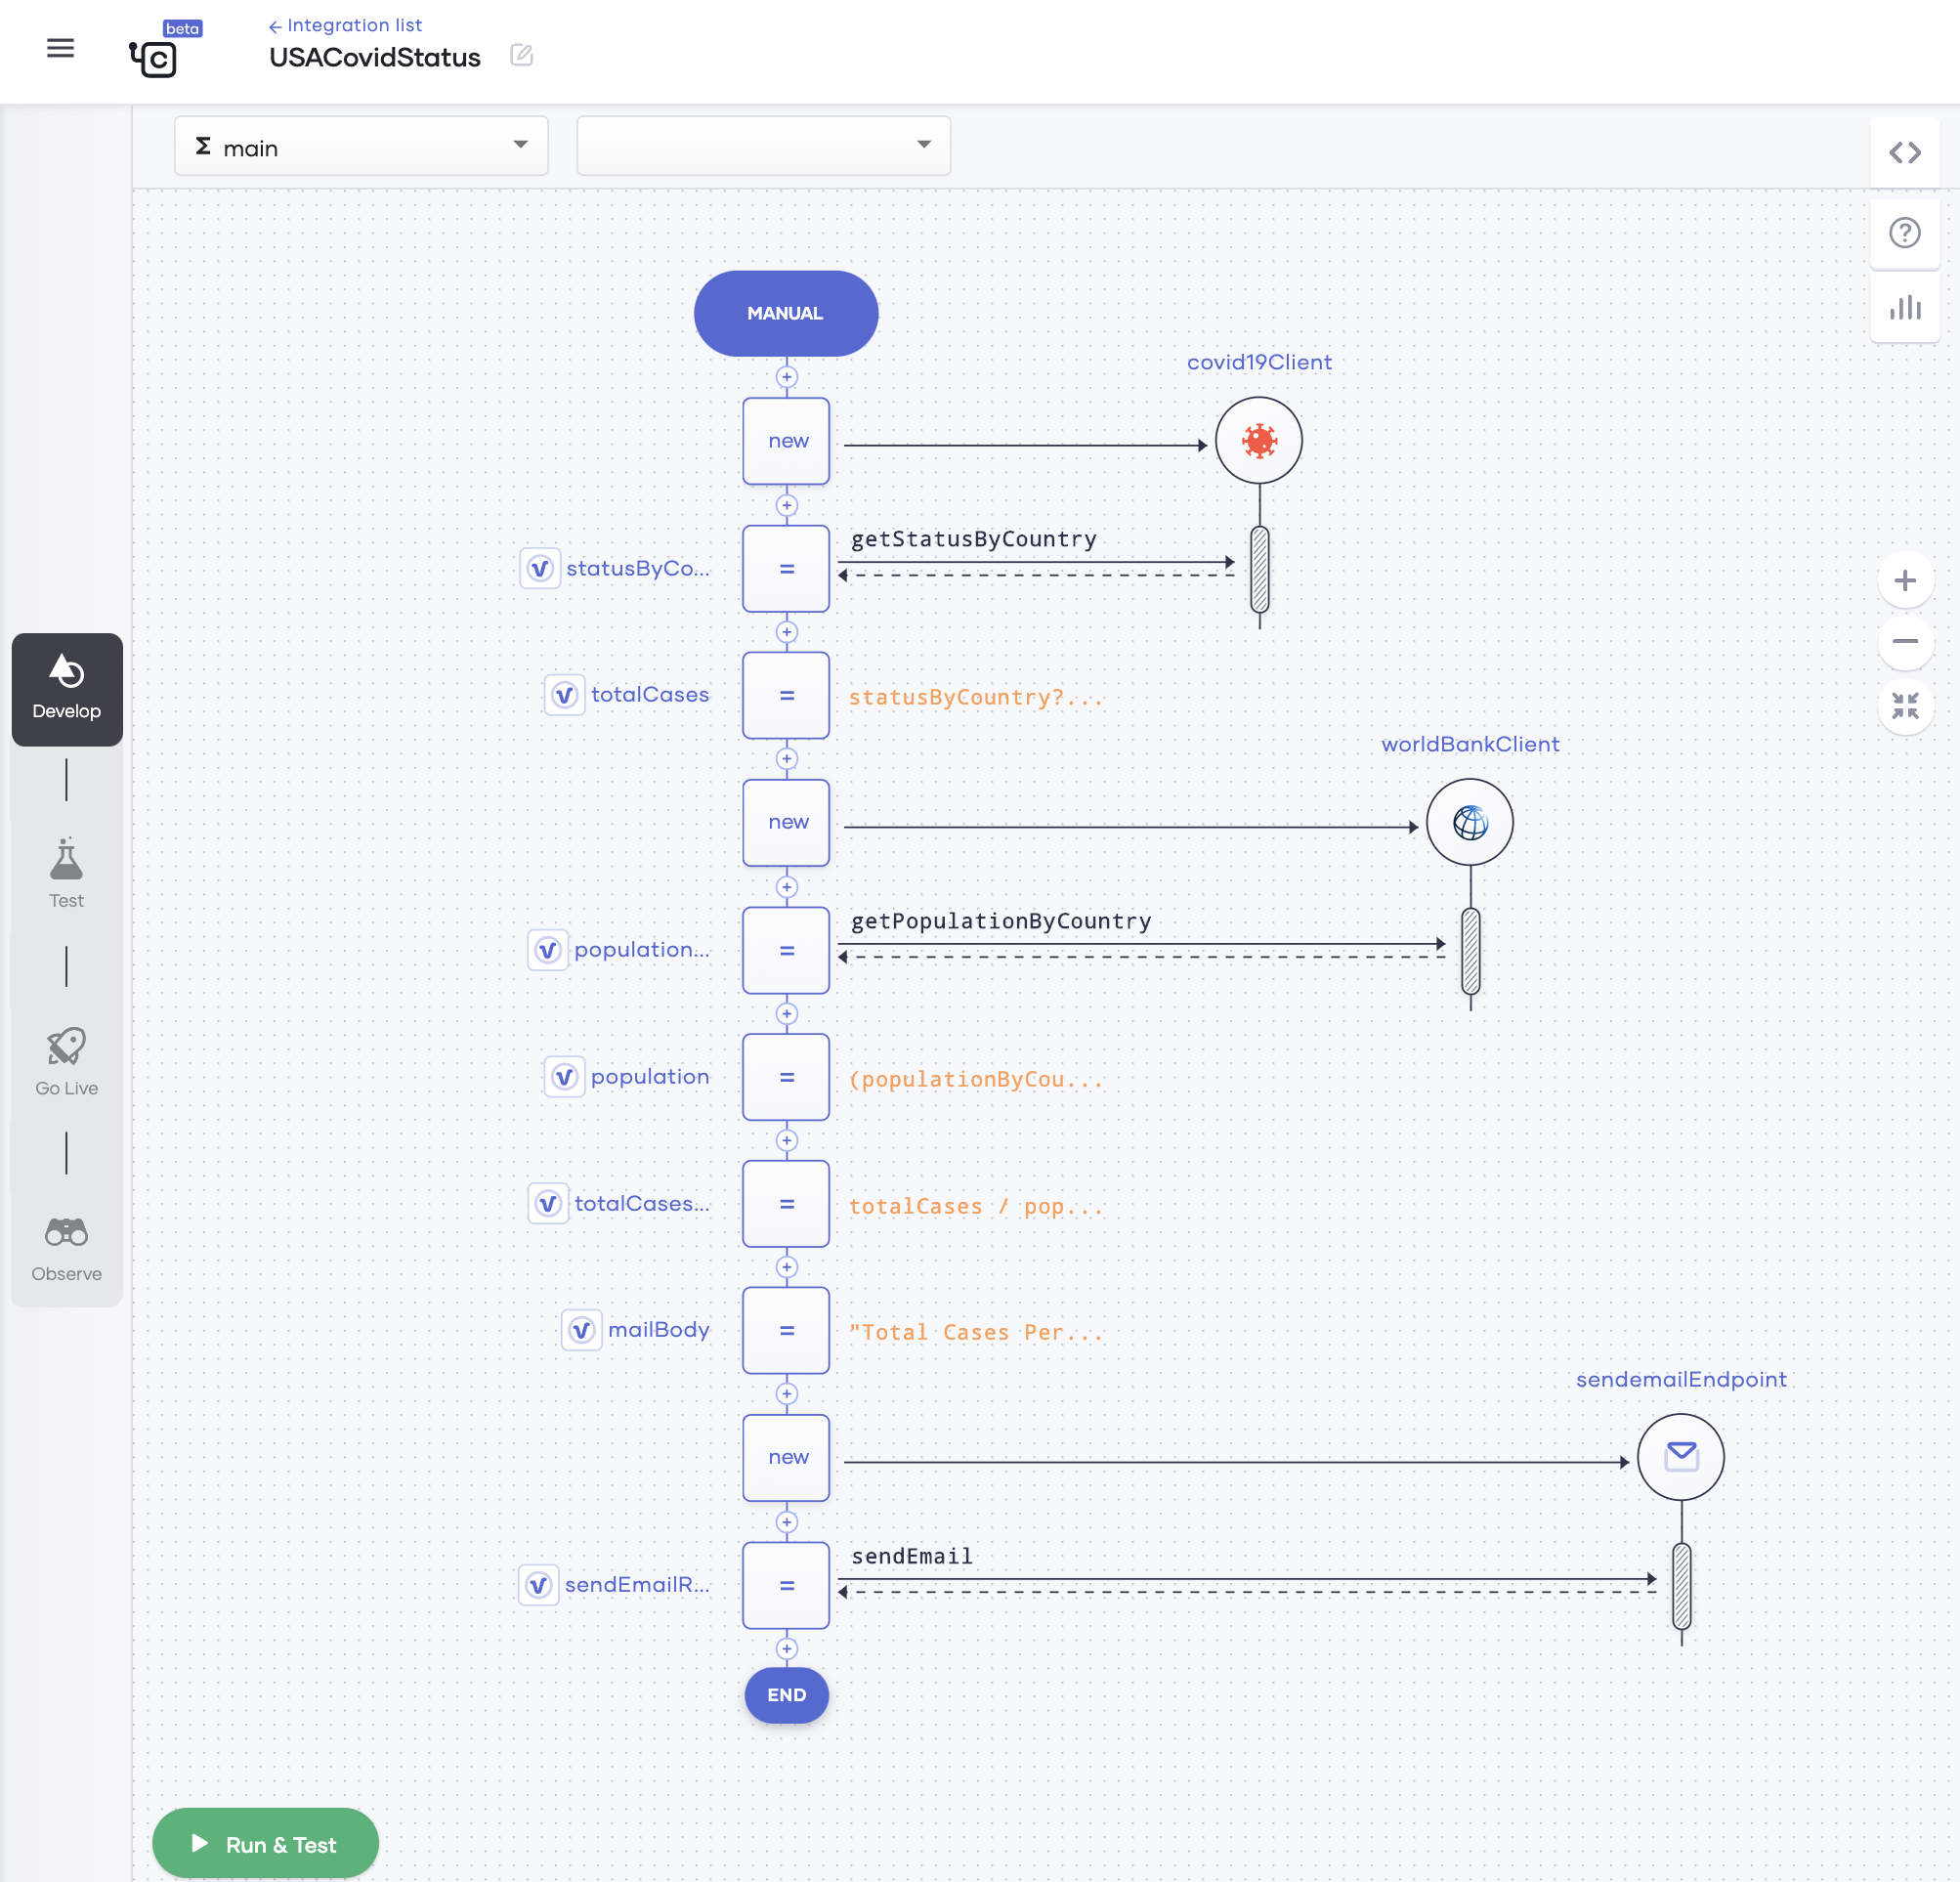 beta
C
← Integration list
USACovidStatus
Σ main
MANUAL
covid19Client
new
getStatusByCountry
statusByCo... =
totalCases = statusByCountry?...
worldBankClient
new
getPopulationByCountry
population... =
population = (populationByCou...
totalCases... = totalCases / pop...
mailBody = "Total Cases Per...
sendemailEndpoint
new
sendEmail
sendEmailR... =
END
Develop
Test
Go Live
Observe
Run & Test